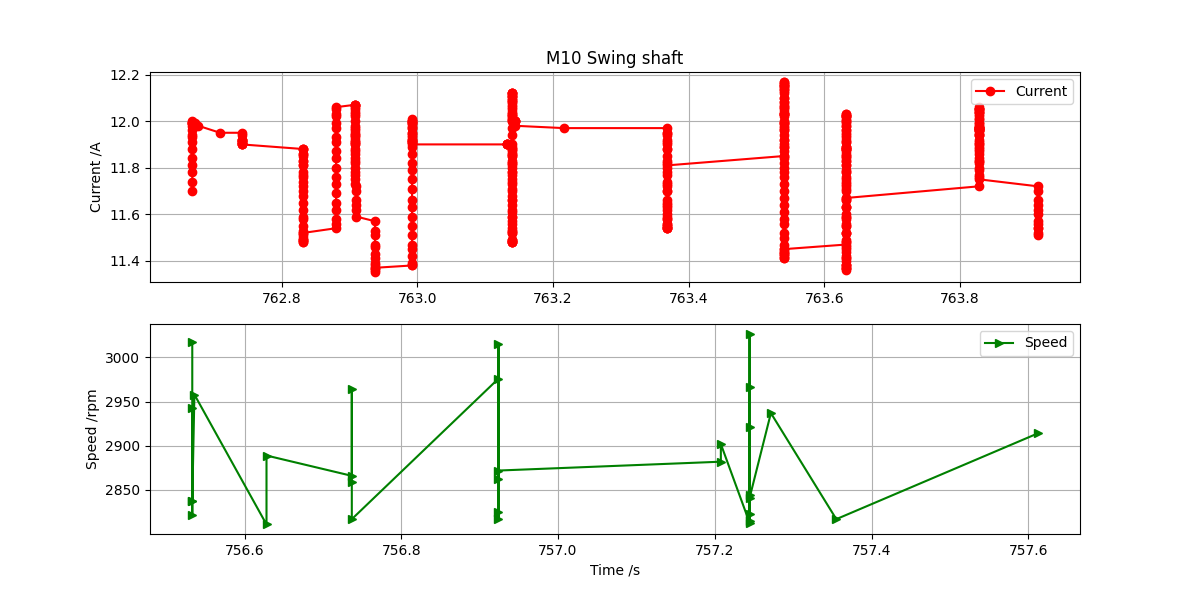 M10 Swing shaft
Current /A
12.2
12.0
11.8
11.6
11.4
Current
762.8 763.0 763.2 763.4 763.6 763.8
Speed /rpm
3000
2950
2900
2850
Speed
756.6 756.8 757.0 757.2 757.4 757.6
Time /s